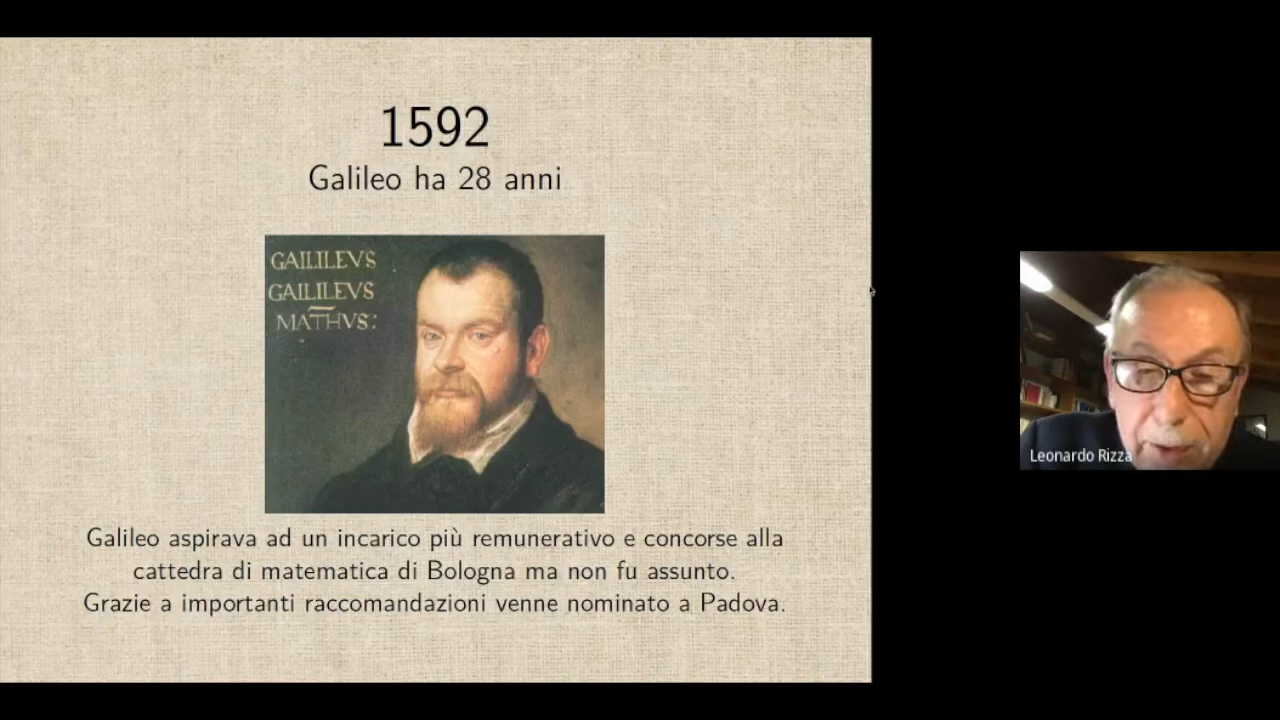 1592
Galileo ha 28 anni
GAILILEVS
GAILILEVS
MATHVS:
Galileo aspirava ad un incarico più remunerativo e concorse alla
cattedra di matematica di Bologna ma non fu assunto.
Grazie a importanti raccomandazioni venne nominato a Padova.
Leonardo Rizza